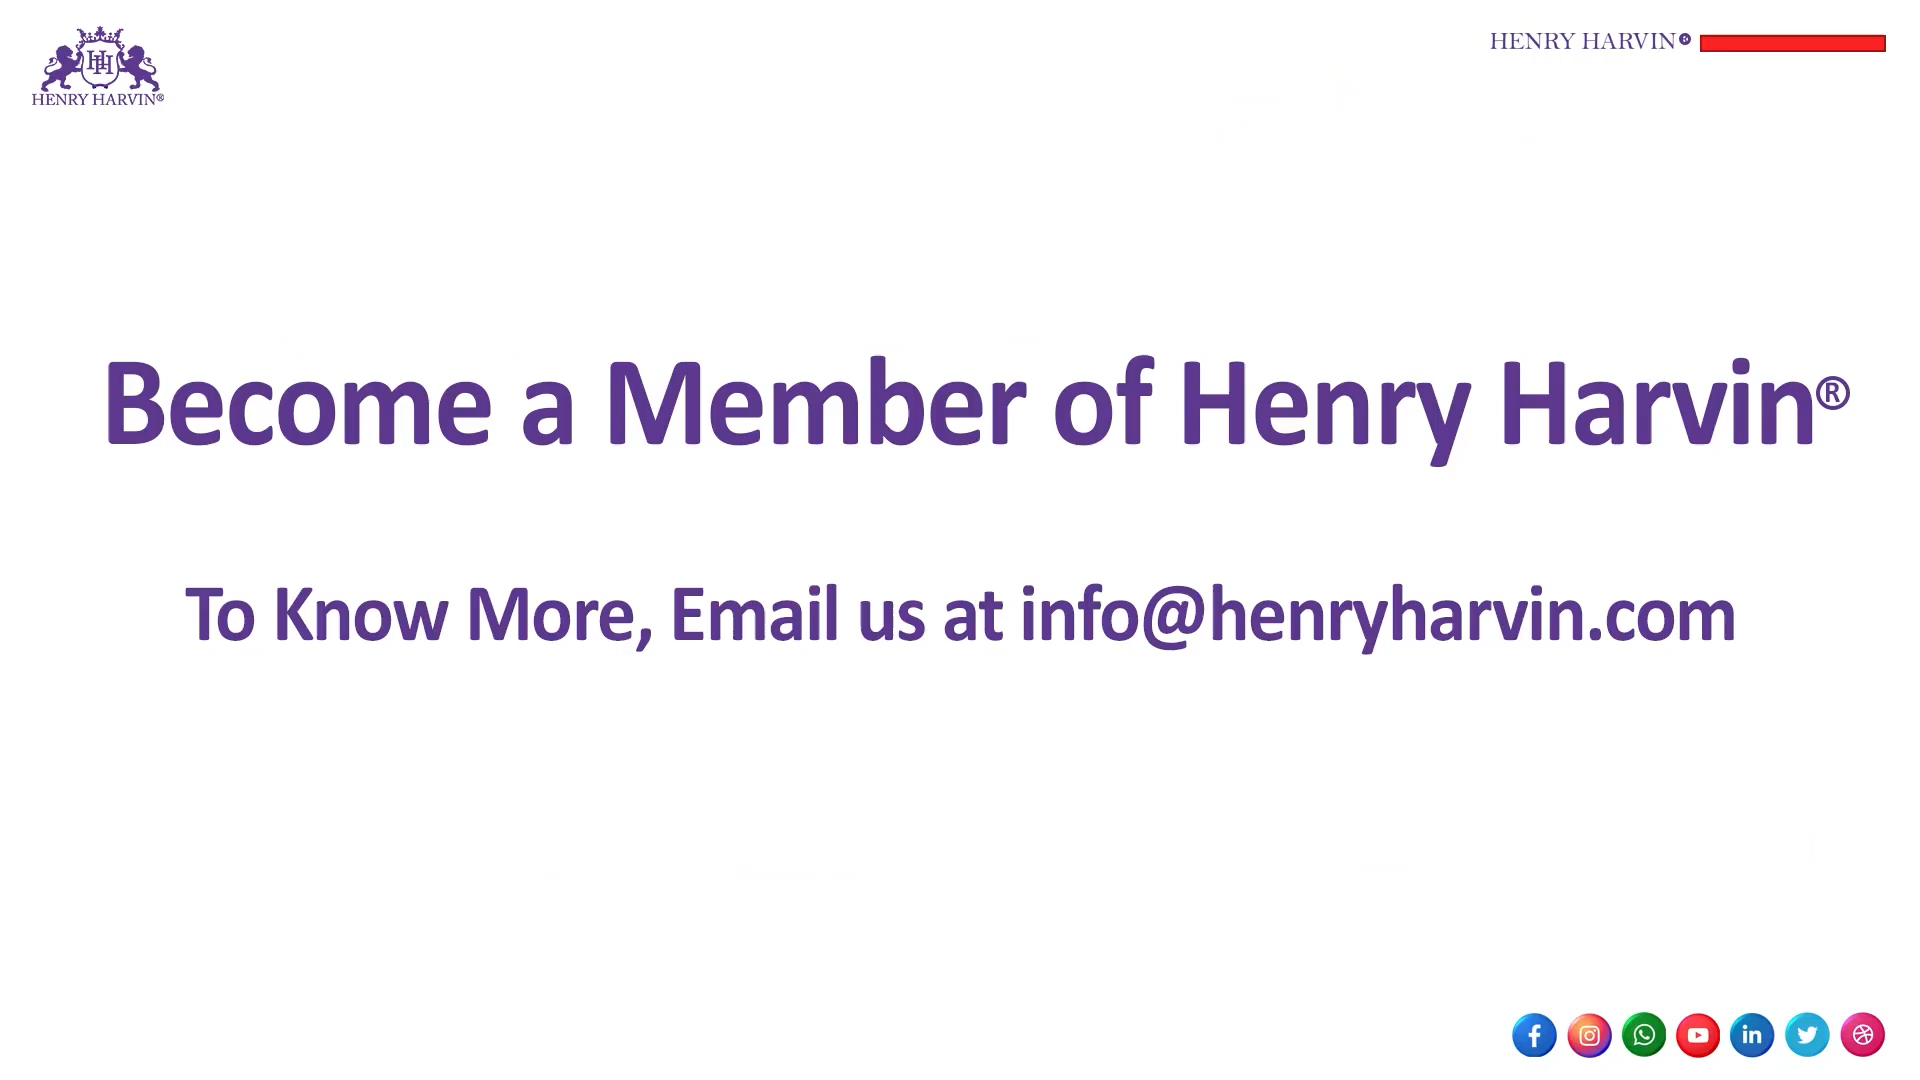 HENRY HARVIN®
HENRY HARVIN®
Become a Member of Henry Harvin®
To Know More, Email us at info@henryharvin.com